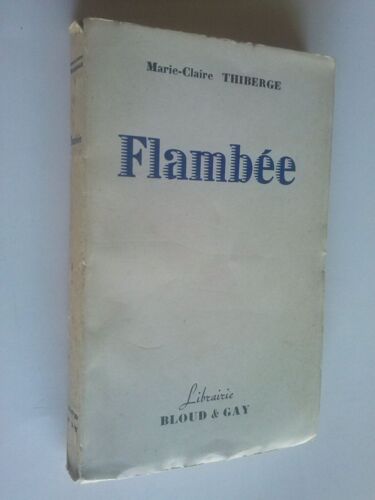 Marie-Claire THIBERGE
Flambée
Librairie
BLOUD & GAY